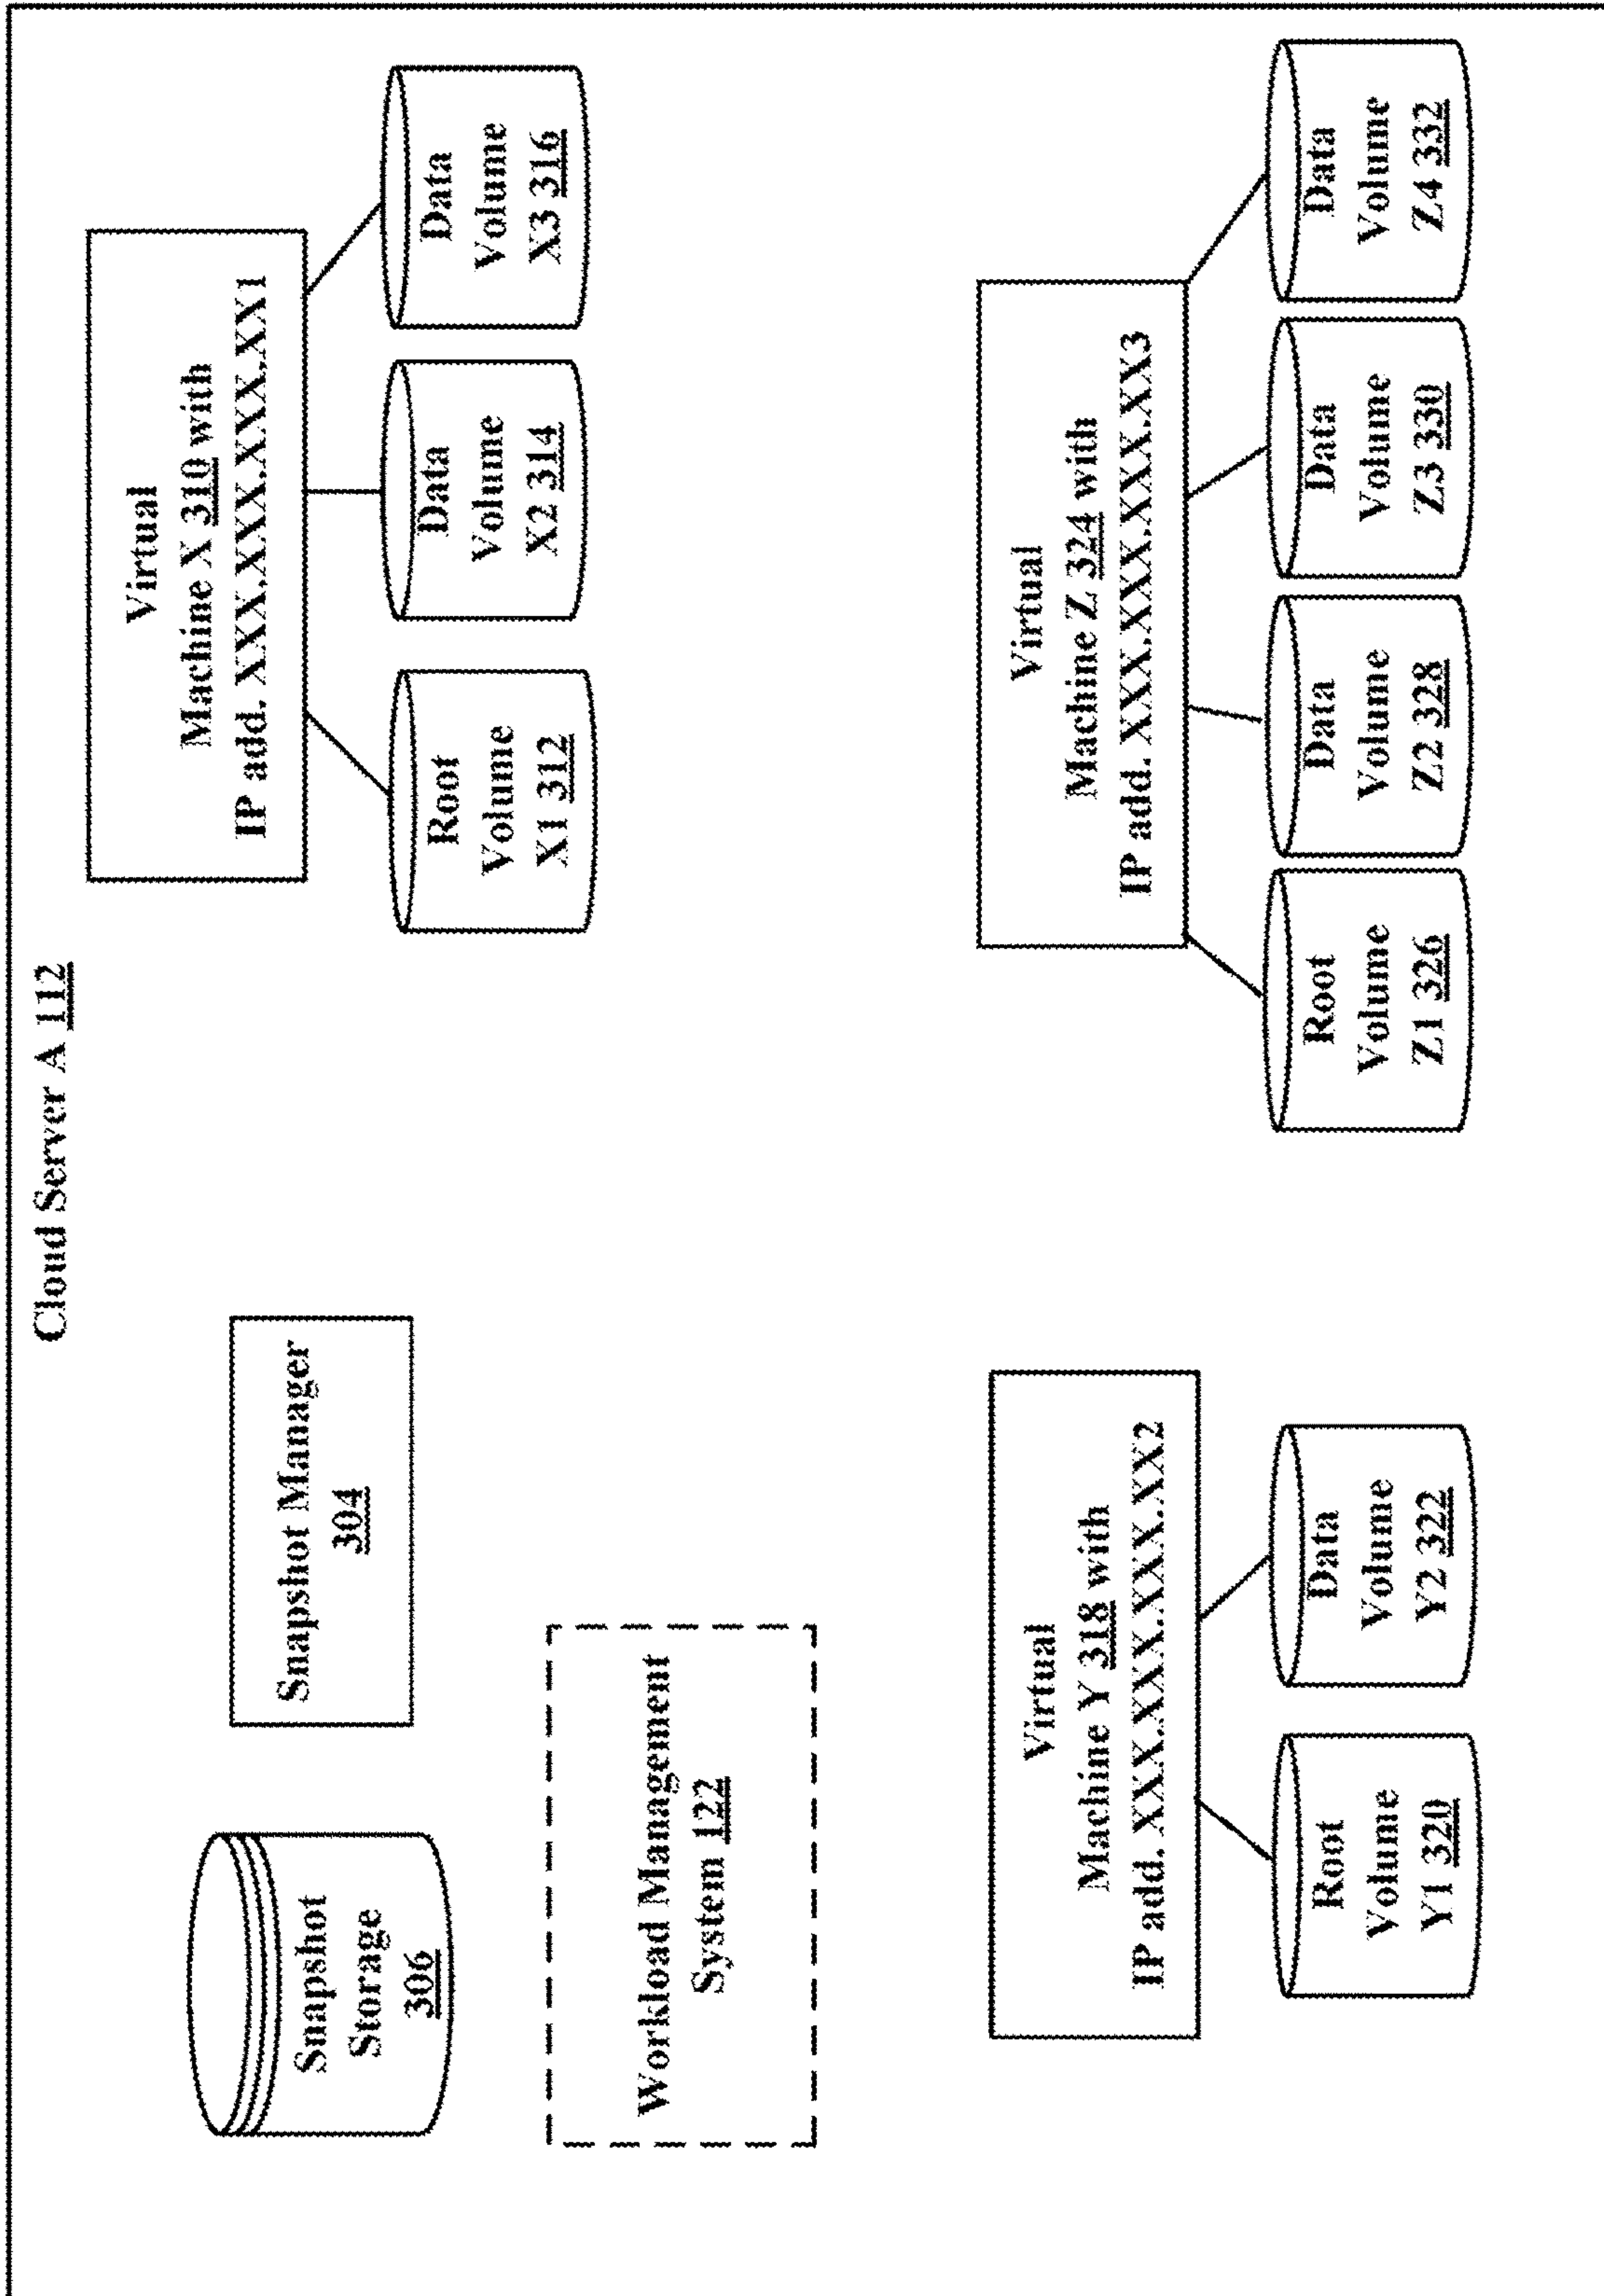 Cloud Server A 112
Snapshot
Storage
306
Snapshot Manager
304
Virtual
Machine X 310 with
IP add. XXX.XXX.XXX.XX1
Root
Volume
X1 312
Data
Volume
X2 314
Data
Volume
X3 316
Workload Management
System 122
Virtual
Machine Y 318 with
IP add. XXX.XXX.XXX.XX2
Root
Volume
Y1 320
Data
Volume
Y2 322
Virtual
Machine Z 324 with
IP add. XXX.XXX.XXX.XX3
Root
Volume
Z1 326
Data
Volume
Z2 328
Data
Volume
Z3 330
Data
Volume
Z4 332